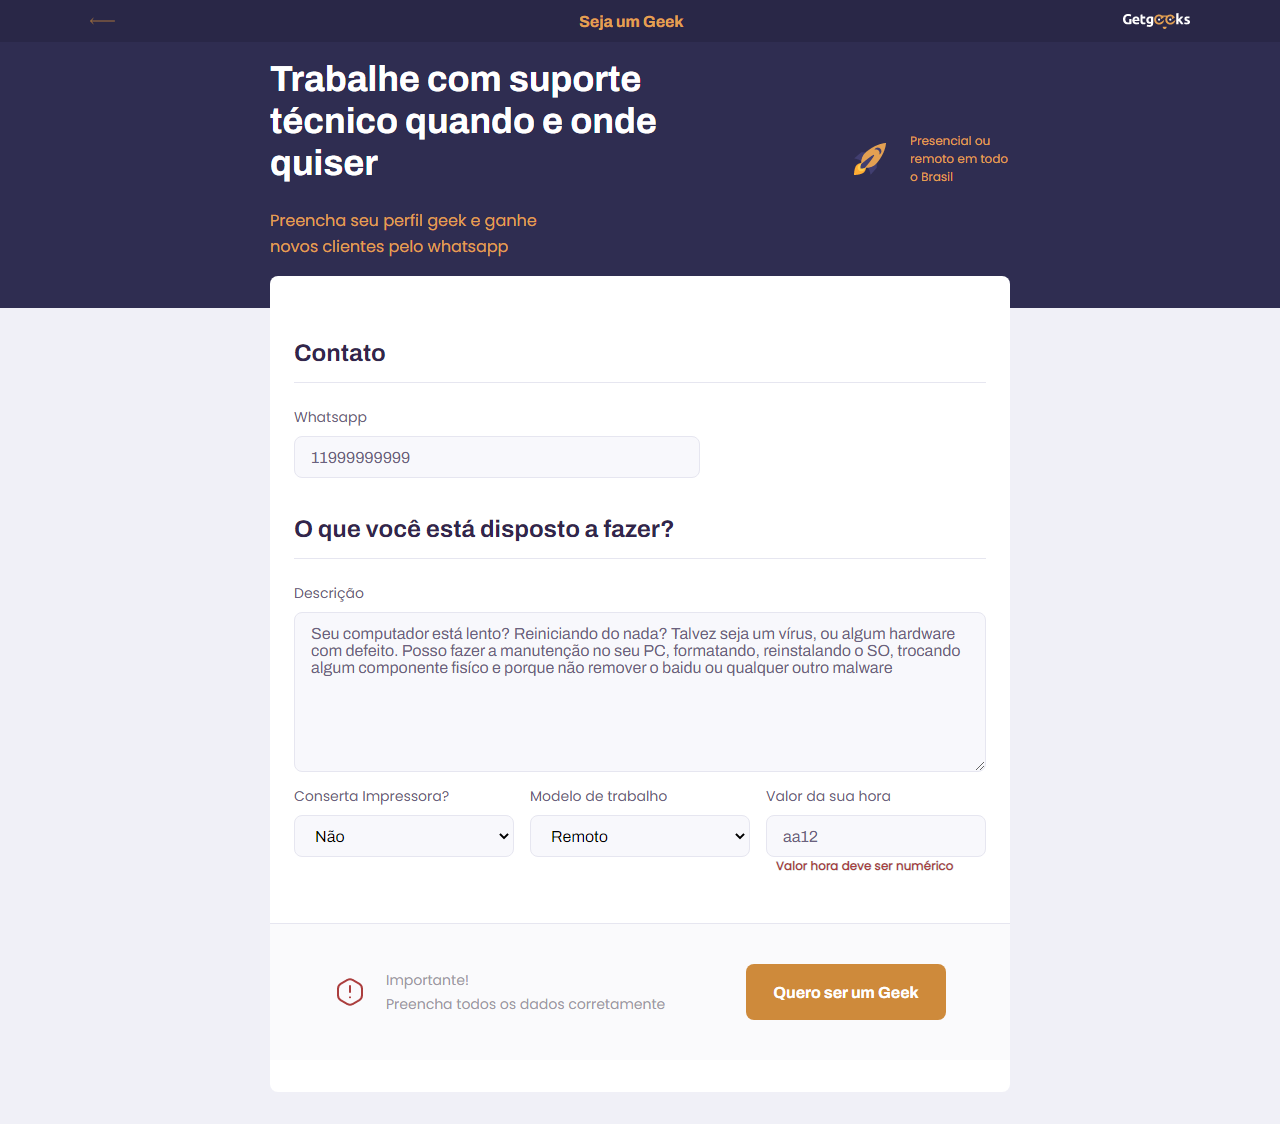 Seja um Geek
Getgeeks
Trabalhe com suporte
técnico quando e onde
quiser
Presencial ou
remoto em todo
o Brasil
Preencha seu perfil geek e ganhe
novos clientes pelo whatsapp
Contato
Whatsapp
11999999999
O que você está disposto a fazer?
Descrição
Seu computador está lento? Reiniciando do nada? Talvez seja um vírus, ou algum hardware
com defeito. Posso fazer a manutenção no seu PC, formatando, reinstalando o SO, trocando
algum componente fisíco e porque não remover o baidu ou qualquer outro malware
Conserta Impressora?
Modelo de trabalho
Valor da sua hora
Não
Remoto
aa12
Valor hora deve ser numérico
Importante!
Preencha todos os dados corretamente
Quero ser um Geek